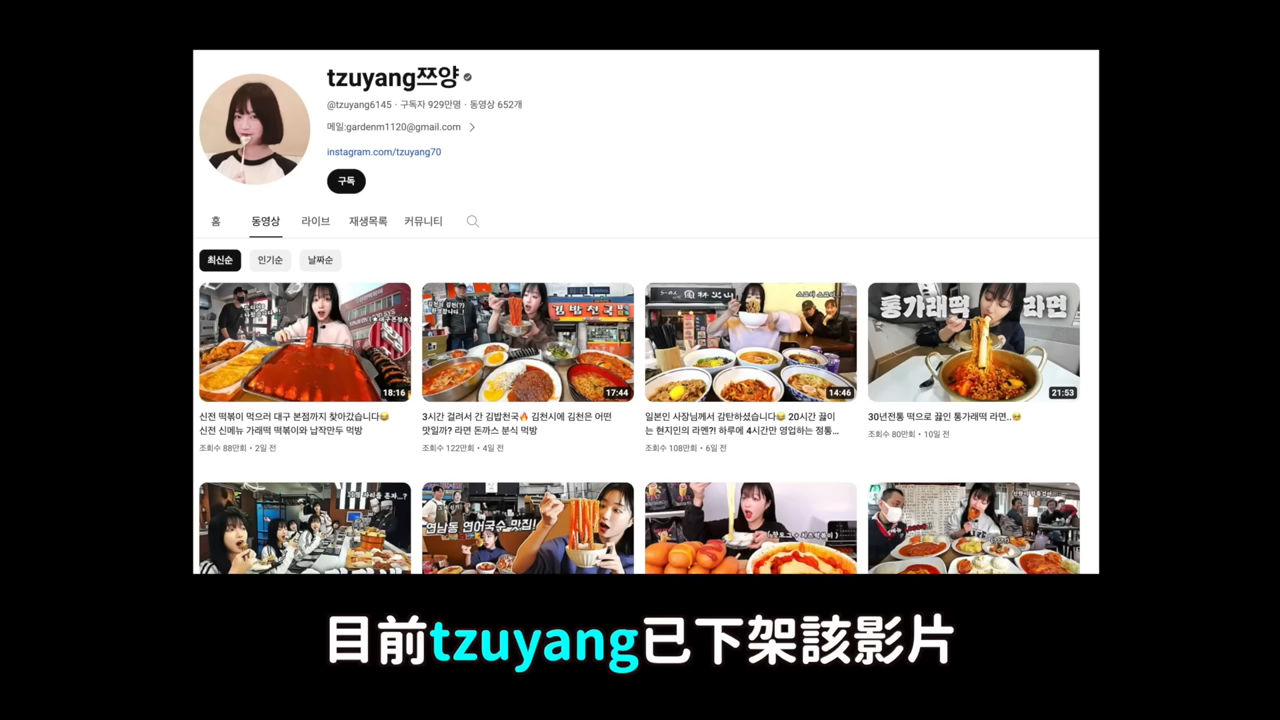 tzuyang쯔양
@tzuyang6145 · 구독자 929만명 · 동영상 652개
메일:gardenm1120@gmail.com
instagram.com/tzuyang70
구독
홈 동영상 라이브 재생목록 커뮤니티
최신순 인기순 날짜순
김밥천국
통가래떡 라면
18:16 17:44 14:46 21:53
신전 떡볶이 먹으러 대구 본점까지 찾아갔습니다😂
신전 신메뉴 가래떡 떡볶이와 납작만두 먹방
조회수 88만회 · 2일 전
3시간 걸려서 간 김밥천국🔥 김천시에 김천은 어떤
맛일까? 라면 돈까스 분식 먹방
조회수 122만회 · 4일 전
일본인 사장님께서 감탄하셨습니다😂 20시간 끓이
는 현지인의 라멘?! 하루에 4시간만 영업하는 정통...
조회수 108만회 · 6일 전
30년전통 떡으로 끓인 통가래떡 라면..🥹
조회수 80만회 · 10일 전
연남동 연어국수 맛집!
目前tzuyang已下架該影片